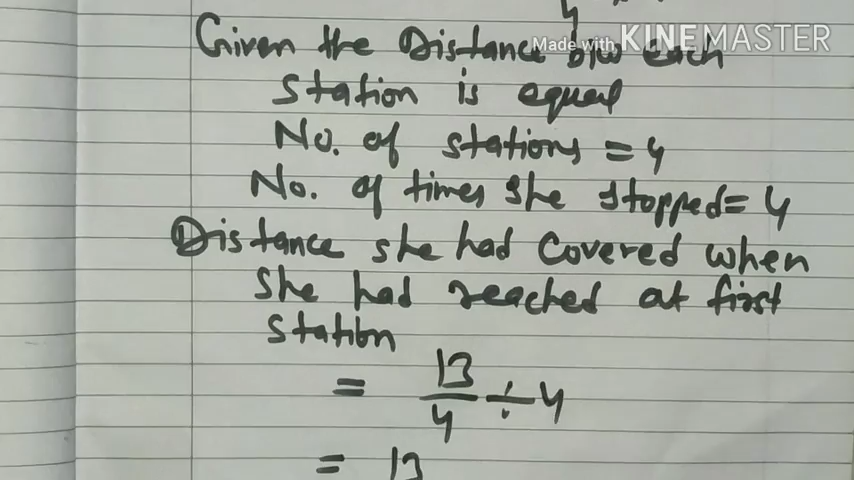 4
Made with KINEMASTER
Given the Distance b/w each
station is equal
No. of stations = 4
No. of times she stopped = 4
Distance she had covered when
she had reached at first
station
= 13/4 ÷ 4
= 13